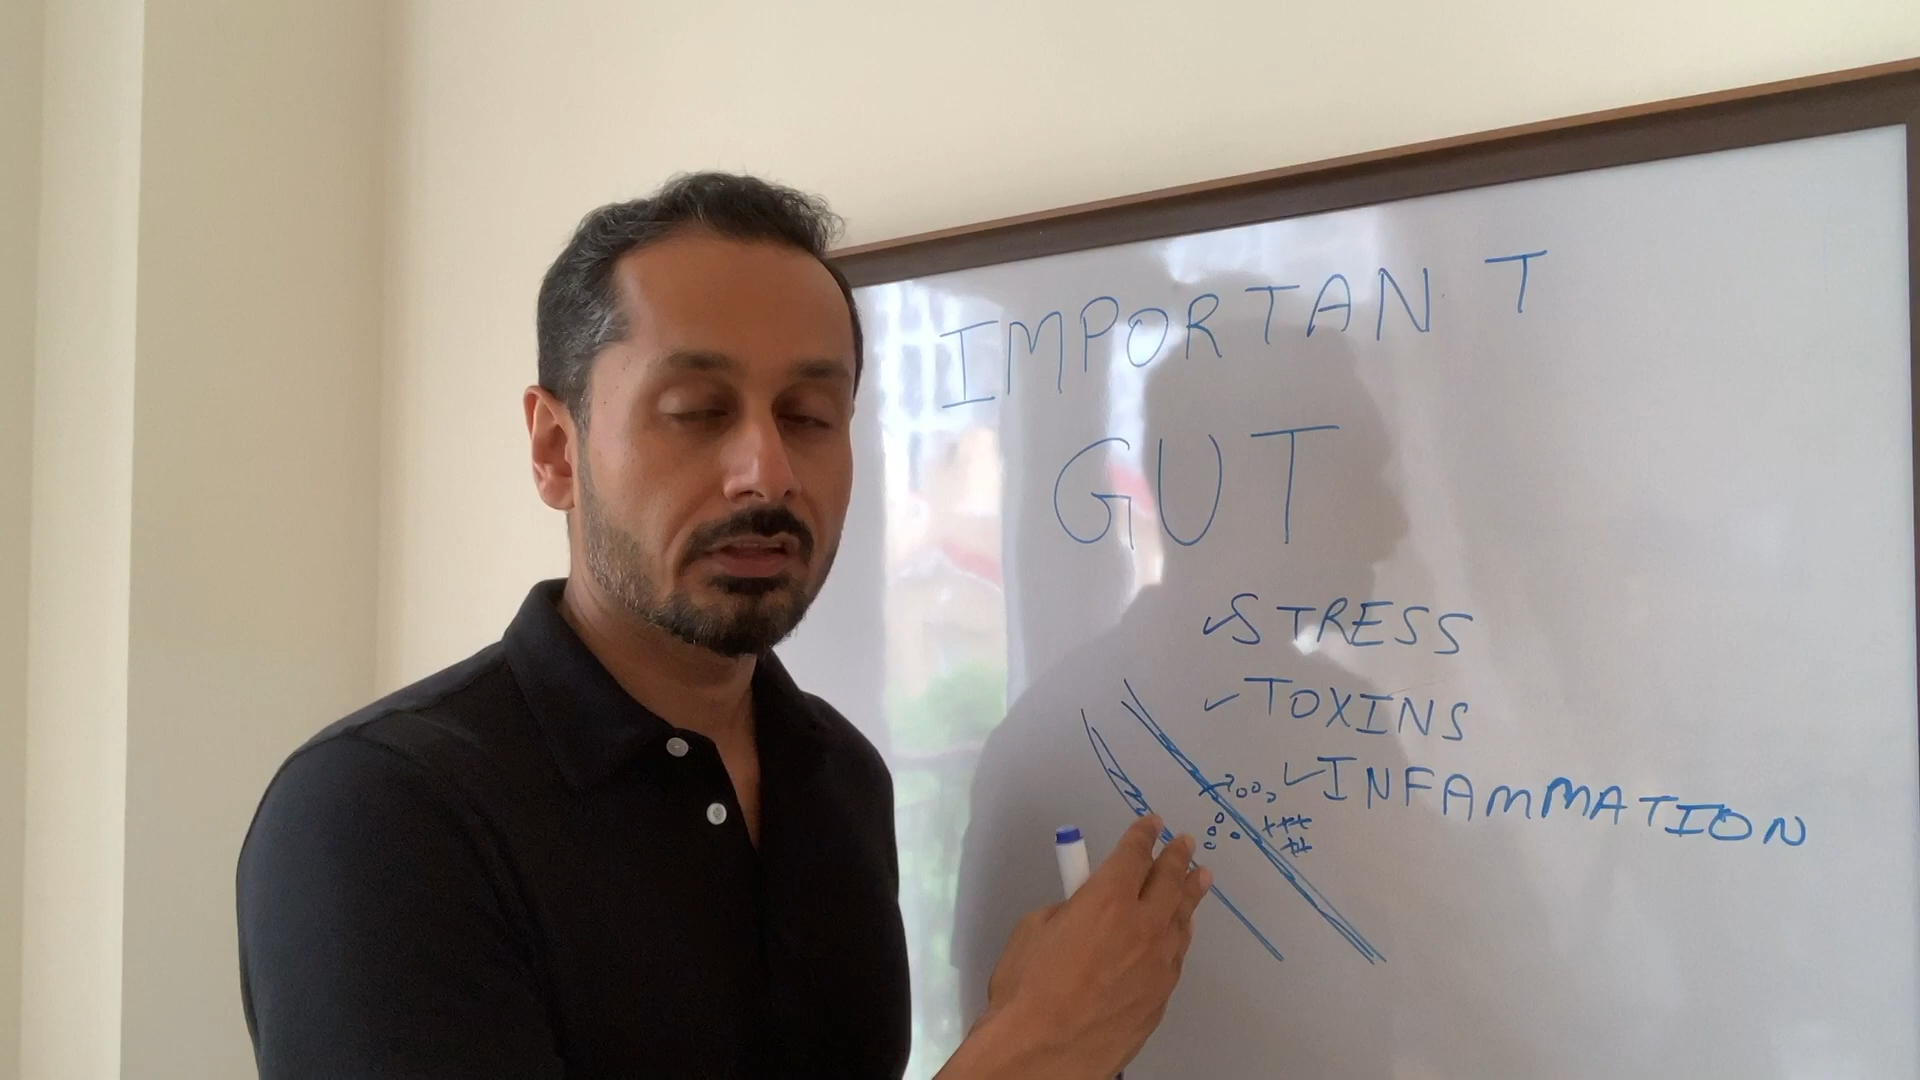 IMPORTANT
GUT
✓STRESS
✓TOXINS
✓INFAMMATION